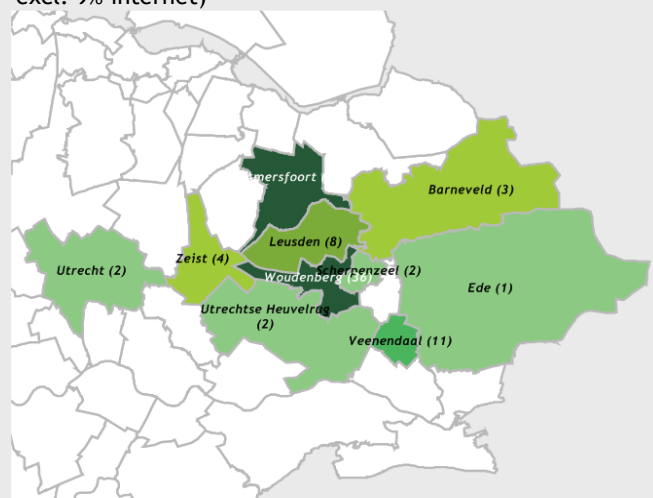 excl. 9% internet)
mersfoort
Barneveld (3)
Leusden (8)
Zeist (4)
Scherpenzeel (2)
Utrecht (2)
Woudenberg (36)
Ede (1)
Utrechtse Heuvelrug
(2)
Veenendaal (11)